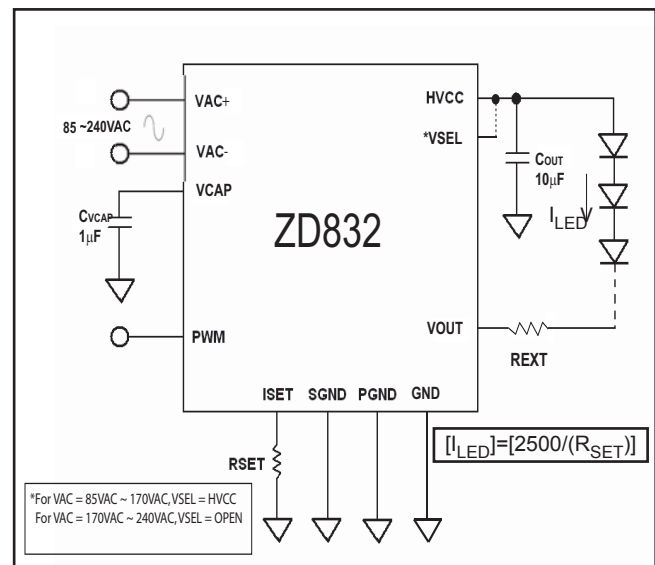 VAC+
85 ~240VAC
VAC-
VCAP
CVCAP
1µF
PWM
ZD832
HVCC
*VSEL
COUT
10µF
ILED
VOUT
REXT
ISET SGND PGND GND
RSET
[ILED]=[2500/(RSET)]
*For VAC = 85VAC ~ 170VAC, VSEL = HVCC
For VAC = 170VAC ~ 240VAC, VSEL = OPEN